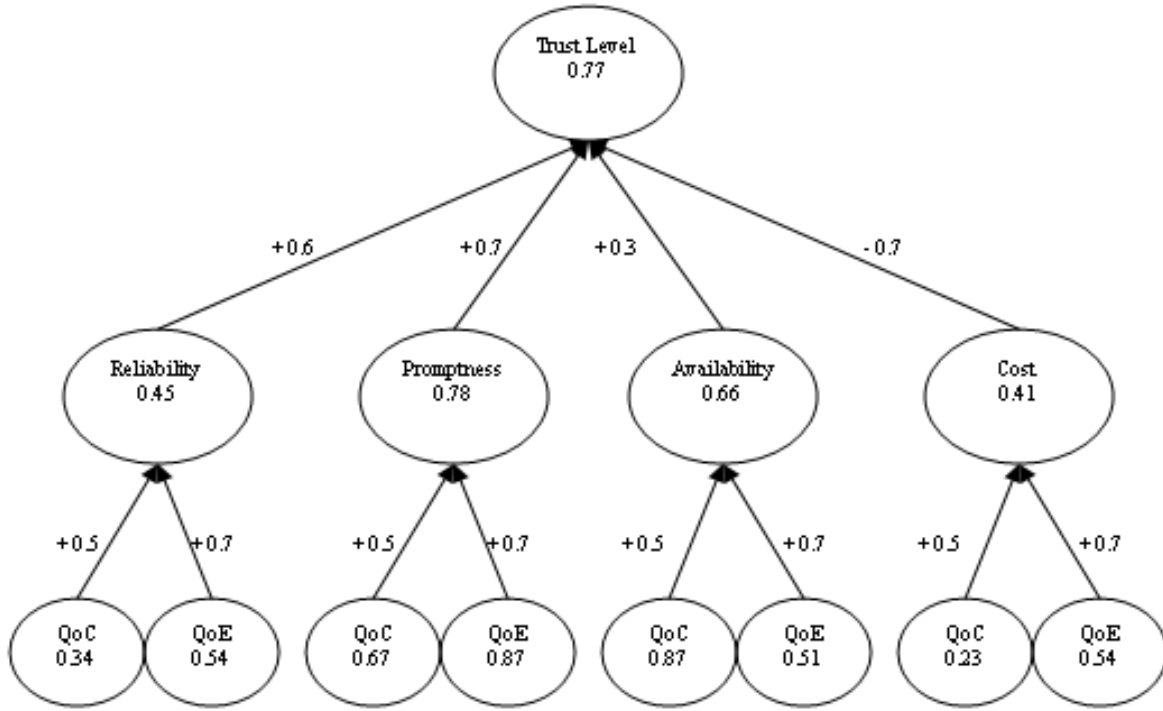 Trust Level
0.77
+ 0.6
+ 0.7
+ 0.3
- 0.7
Reliability
0.45
Promptness
0.78
Availability
0.66
Cost
0.41
+ 0.5
+ 0.7
+ 0.5
+ 0.7
+ 0.5
+ 0.7
+ 0.5
+ 0.7
QoC
0.34
QoE
0.54
QoC
0.67
QoE
0.87
QoC
0.87
QoE
0.51
QoC
0.23
QoE
0.54